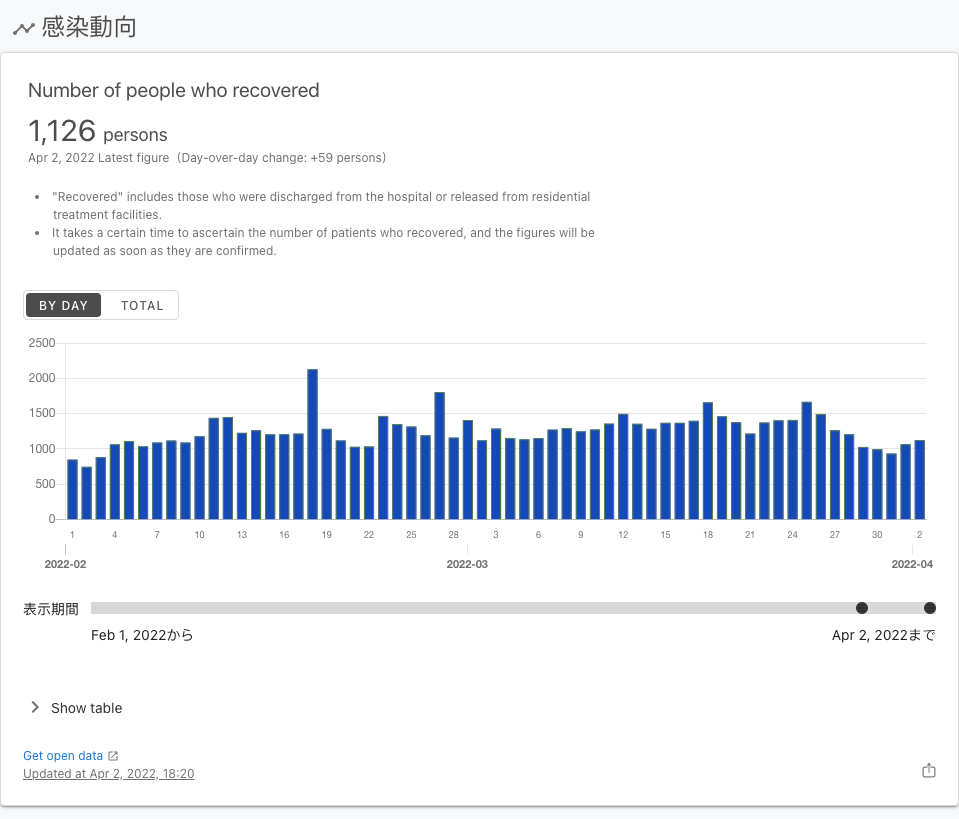 感染動向
Number of people who recovered
1,126 persons
Apr 2, 2022 Latest figure (Day-over-day change: +59 persons)
"Recovered" includes those who were discharged from the hospital or released from residential
treatment facilities.
It takes a certain time to ascertain the number of patients who recovered, and the figures will be
updated as soon as they are confirmed.
BY DAY TOTAL
2500
2000
1500
1000
500
0
1 4 7 10 13 16 19 22 25 28 3 6 9 12 15 18 21 24 27 30 2
2022-02 2022-03 2022-04
表示期間
Feb 1, 2022から Apr 2, 2022まで
Show table
Get open data
Updated at Apr 2, 2022, 18:20